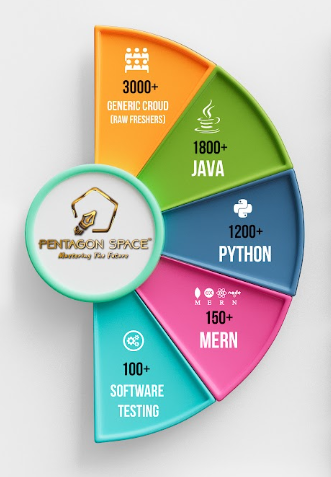 3000+
GENERIC CROUD
(RAW FRESHERS)
1800+
JAVA
1200+
PYTHON
MERN
150+
MERN
100+
SOFTWARE
TESTING
PENTAGON SPACE
Mastering The Future